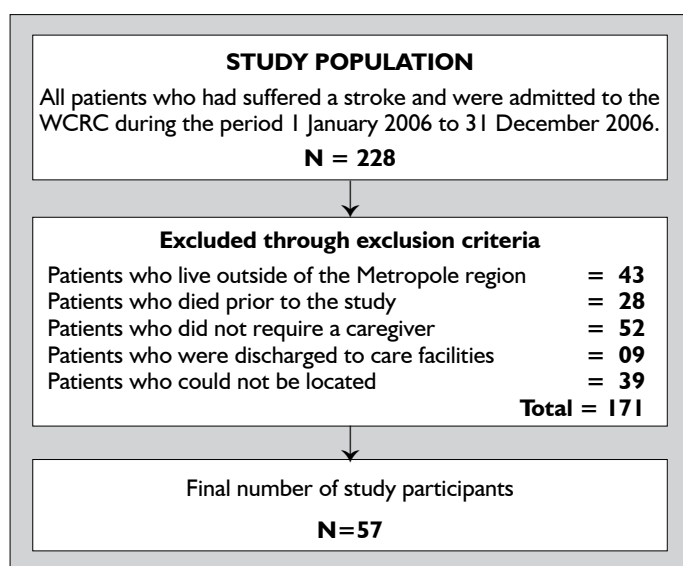 STUDY POPULATION
All patients who had suffered a stroke and were admitted to the
WCRC during the period 1 January 2006 to 31 December 2006.
N = 228
Excluded through exclusion criteria
Patients who live outside of the Metropole region = 43
Patients who died prior to the study = 28
Patients who did not require a caregiver = 52
Patients who were discharged to care facilities = 09
Patients who could not be located = 39
Total = 171
Final number of study participants
N=57